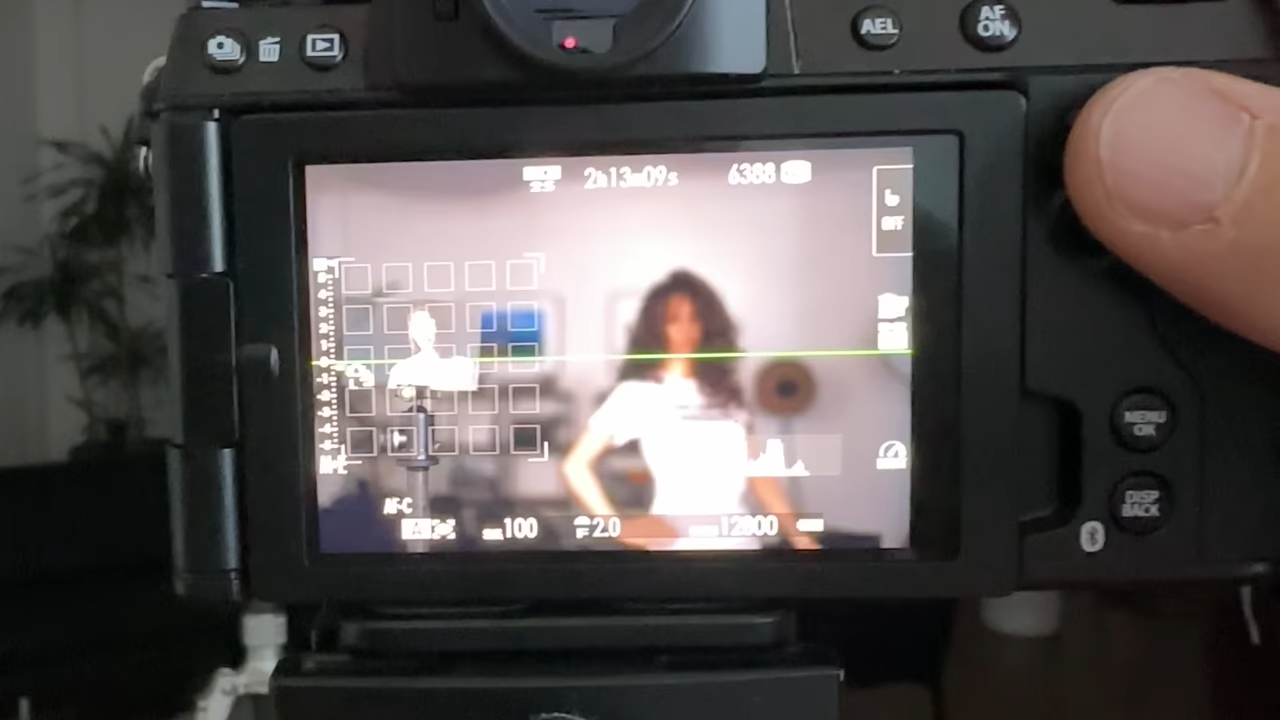 AEL
AF
ON
2h13m09s
6388
OFF
AF-C
100
F2.0
12800
MENU
OK
DISP
BACK